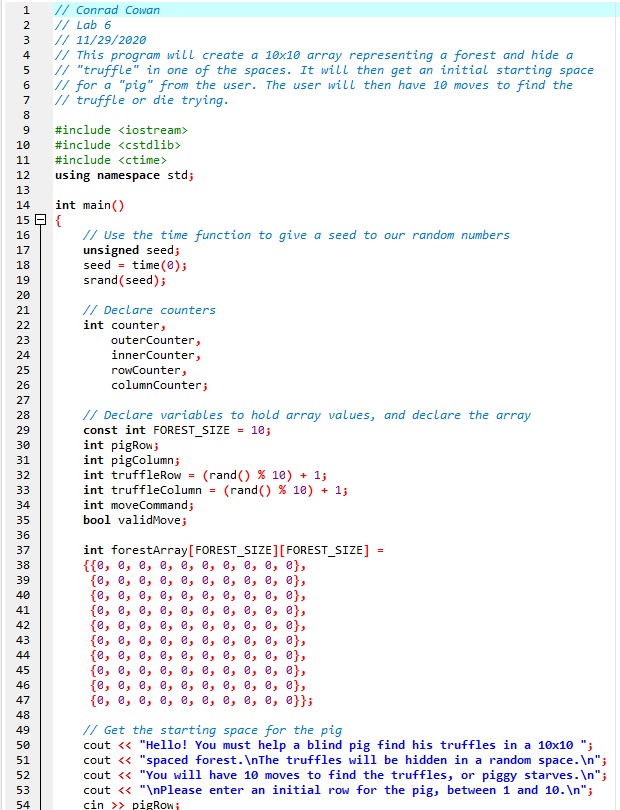 1 // Conrad Cowan
2 // Lab 6
3 // 11/29/2020
4 // This program will create a 10x10 array representing a forest and hide a
5 // "truffle" in one of the spaces. It will then get an initial starting space
6 // for a "pig" from the user. The user will then have 10 moves to find the
7 // truffle or die trying.
8
9 #include <iostream>
10 #include <cstdlib>
11 #include <ctime>
12 using namespace std;
13
14 int main()
15 {
16 // Use the time function to give a seed to our random numbers
17 unsigned seed;
18 seed = time(0);
19 srand(seed);
20
21 // Declare counters
22 int counter,
23 outerCounter,
24 innerCounter,
25 rowCounter,
26 columnCounter;
27
28 // Declare variables to hold array values, and declare the array
29 const int FOREST_SIZE = 10;
30 int pigRow;
31 int pigColumn;
32 int truffleRow = (rand() % 10) + 1;
33 int truffleColumn = (rand() % 10) + 1;
34 int moveCommand;
35 bool validMove;
36
37 int forestArray[FOREST_SIZE][FOREST_SIZE] =
38 {{0, 0, 0, 0, 0, 0, 0, 0, 0, 0},
39 {0, 0, 0, 0, 0, 0, 0, 0, 0, 0},
40 {0, 0, 0, 0, 0, 0, 0, 0, 0, 0},
41 {0, 0, 0, 0, 0, 0, 0, 0, 0, 0},
42 {0, 0, 0, 0, 0, 0, 0, 0, 0, 0},
43 {0, 0, 0, 0, 0, 0, 0, 0, 0, 0},
44 {0, 0, 0, 0, 0, 0, 0, 0, 0, 0},
45 {0, 0, 0, 0, 0, 0, 0, 0, 0, 0},
46 {0, 0, 0, 0, 0, 0, 0, 0, 0, 0},
47 {0, 0, 0, 0, 0, 0, 0, 0, 0, 0}};
48
49 // Get the starting space for the pig
50 cout << "Hello! You must help a blind pig find his truffles in a 10x10 ";
51 cout << "spaced forest.\nThe truffles will be hidden in a random space.\n";
52 cout << "You will have 10 moves to find the truffles, or piggy starves.\n";
53 cout << "\nPlease enter an initial row for the pig, between 1 and 10.\n";
54 cin >> pigRow;